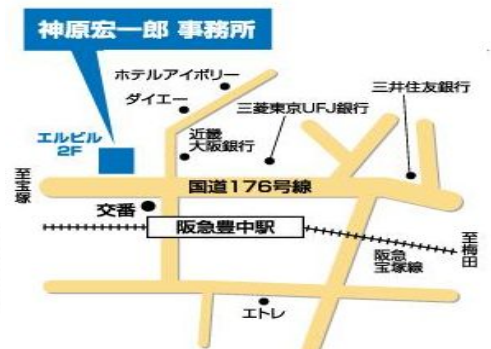 神原宏一郎 事務所
ホテルアイボリー
ダイエー
三井住友銀行
三菱東京UFJ銀行
エルビル
2F
近畿
大阪銀行
至宝塚
国道176号線
交番
阪急豊中駅
至梅田
阪急
宝塚線
エトレ